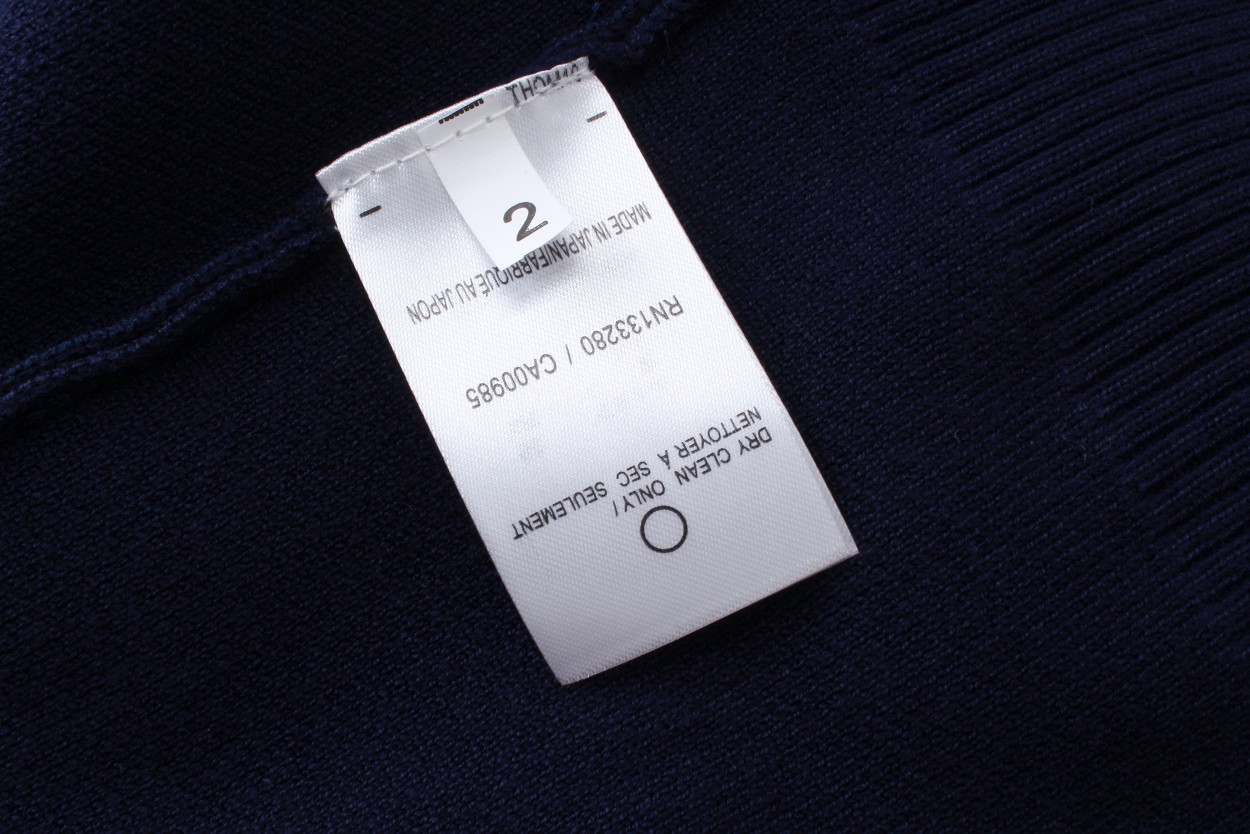 DRY CLEAN ONLY/
NETTOYER À SEC SEULEMENT
RN133280 / CA00985
MADE IN JAPAN/FABRIQUÉ AU JAPON
2